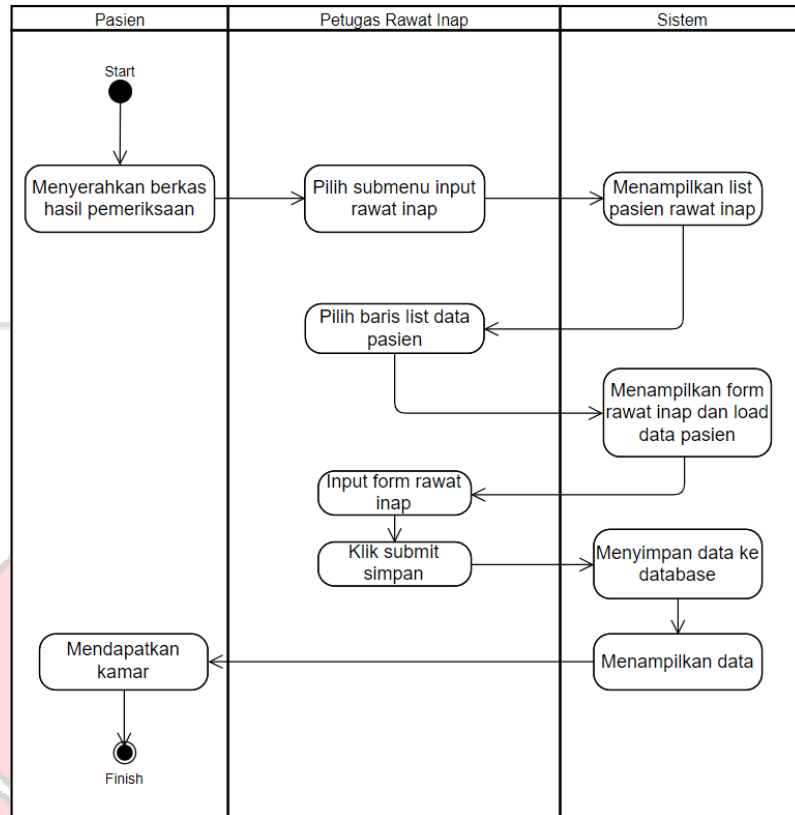 Pasien
Petugas Rawat Inap
Sistem
Start
Menyerahkan berkas
hasil pemeriksaan
Pilih submenu input
rawat inap
Menampilkan list
pasien rawat inap
Pilih baris list data
pasien
Menampilkan form
rawat inap dan load
data pasien
Input form rawat
inap
Klik submit
simpan
Menyimpan data ke
database
Menampilkan data
Mendapatkan
kamar
Finish